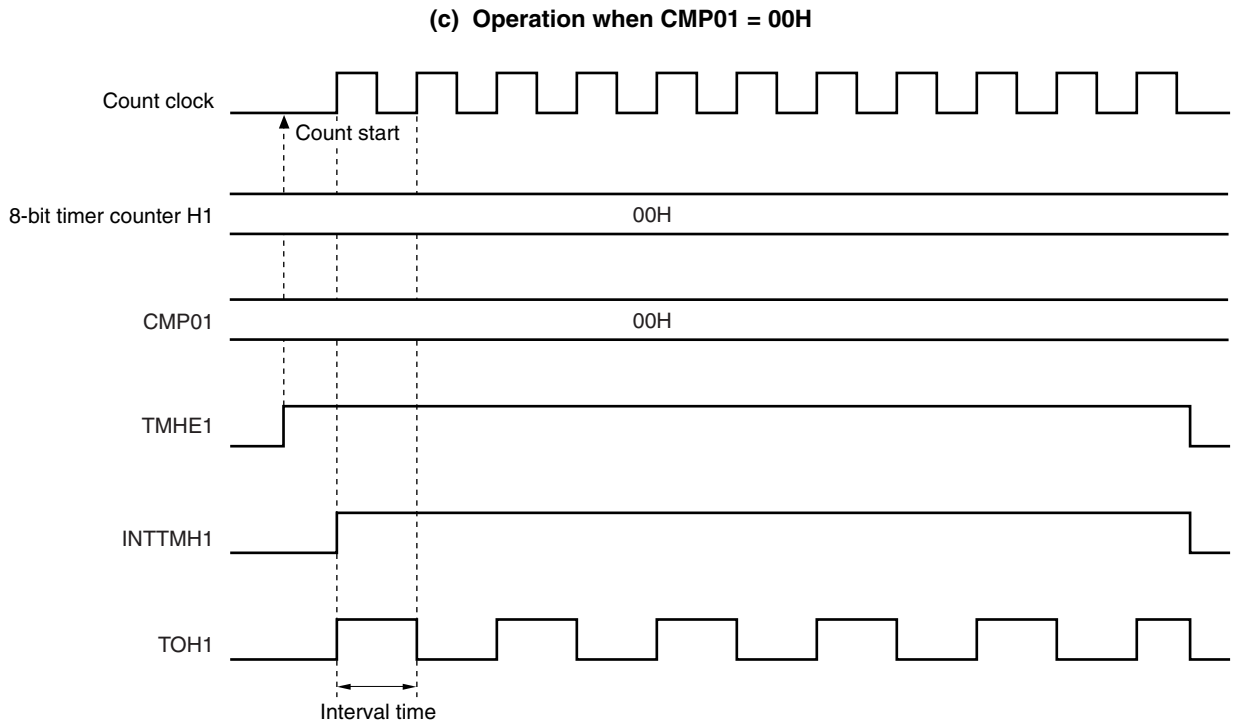 (c) Operation when CMP01 = 00H
Count clock
Count start
8-bit timer counter H1
00H
CMP01
00H
TMHE1
INTTMH1
TOH1
Interval time